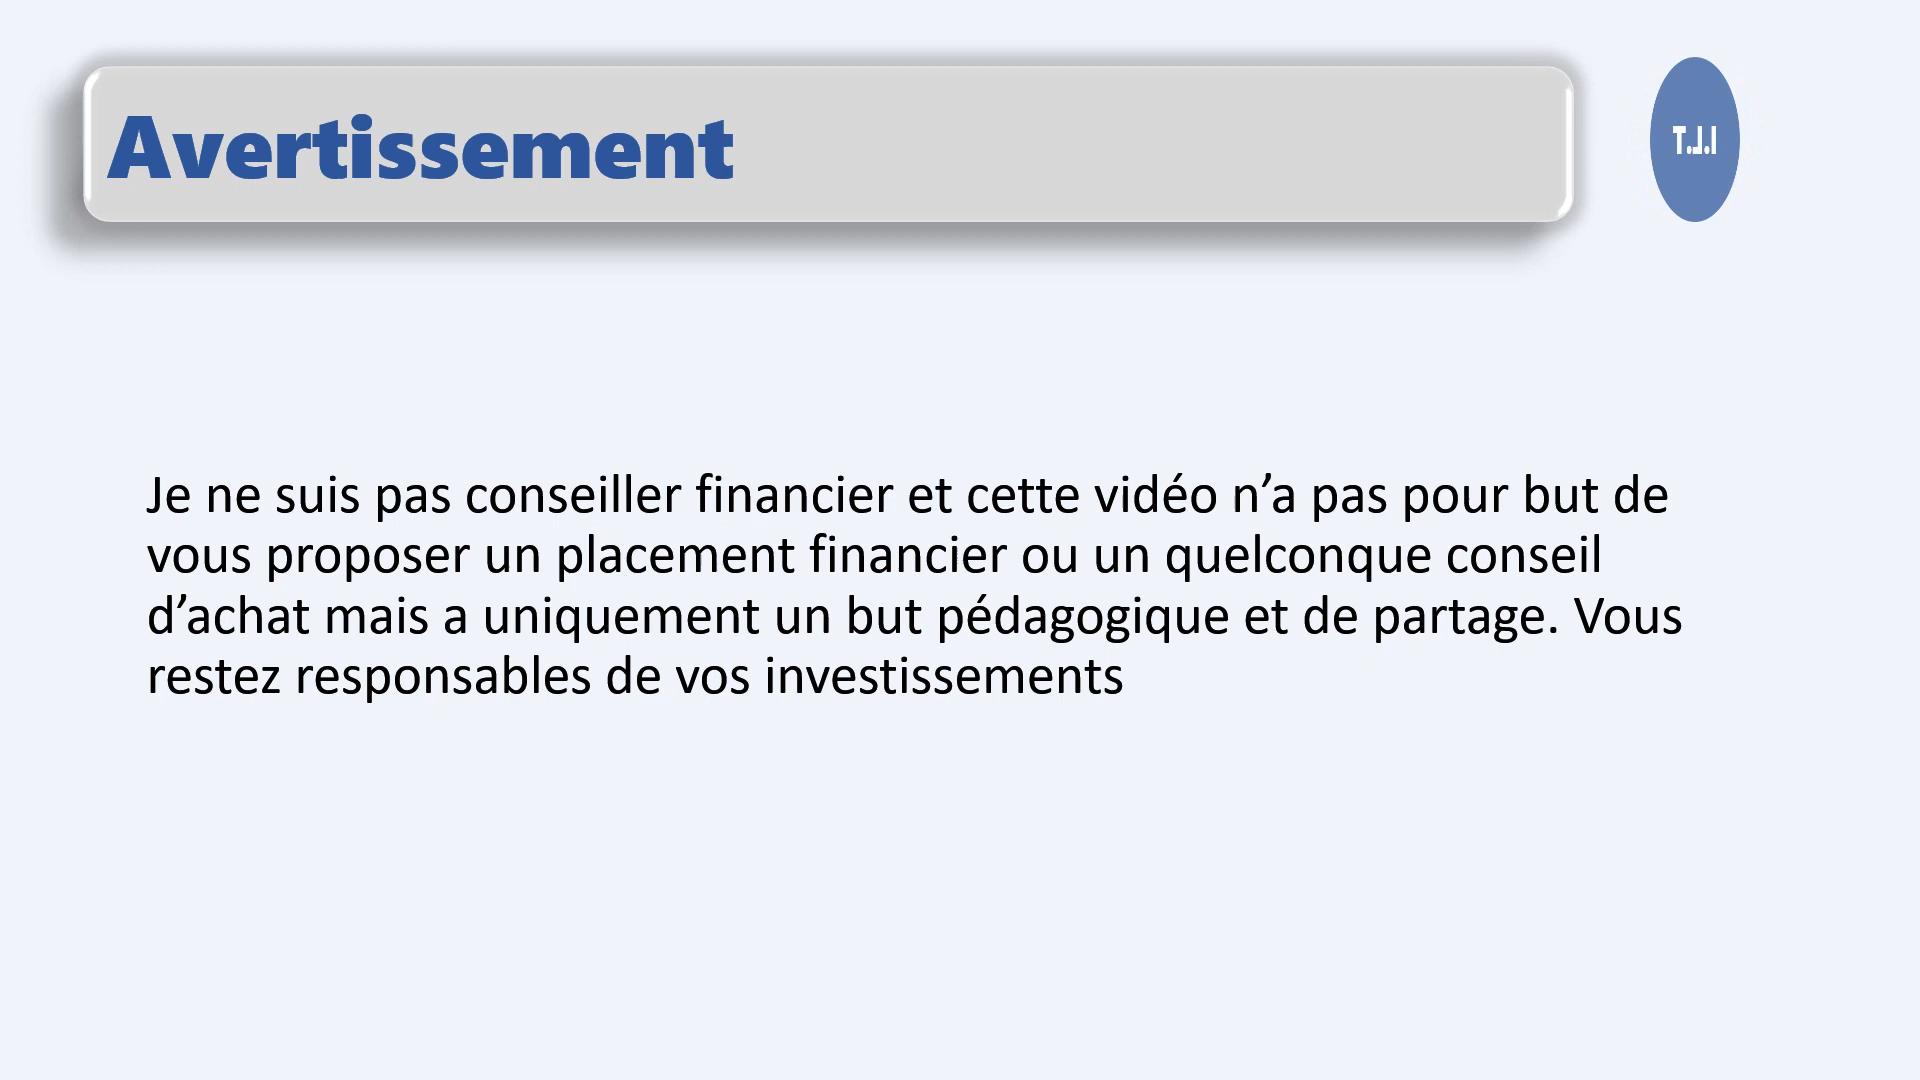 Avertissement
T.J.I
Je ne suis pas conseiller financier et cette vidéo n’a pas pour but de
vous proposer un placement financier ou un quelconque conseil
d’achat mais a uniquement un but pédagogique et de partage. Vous
restez responsables de vos investissements